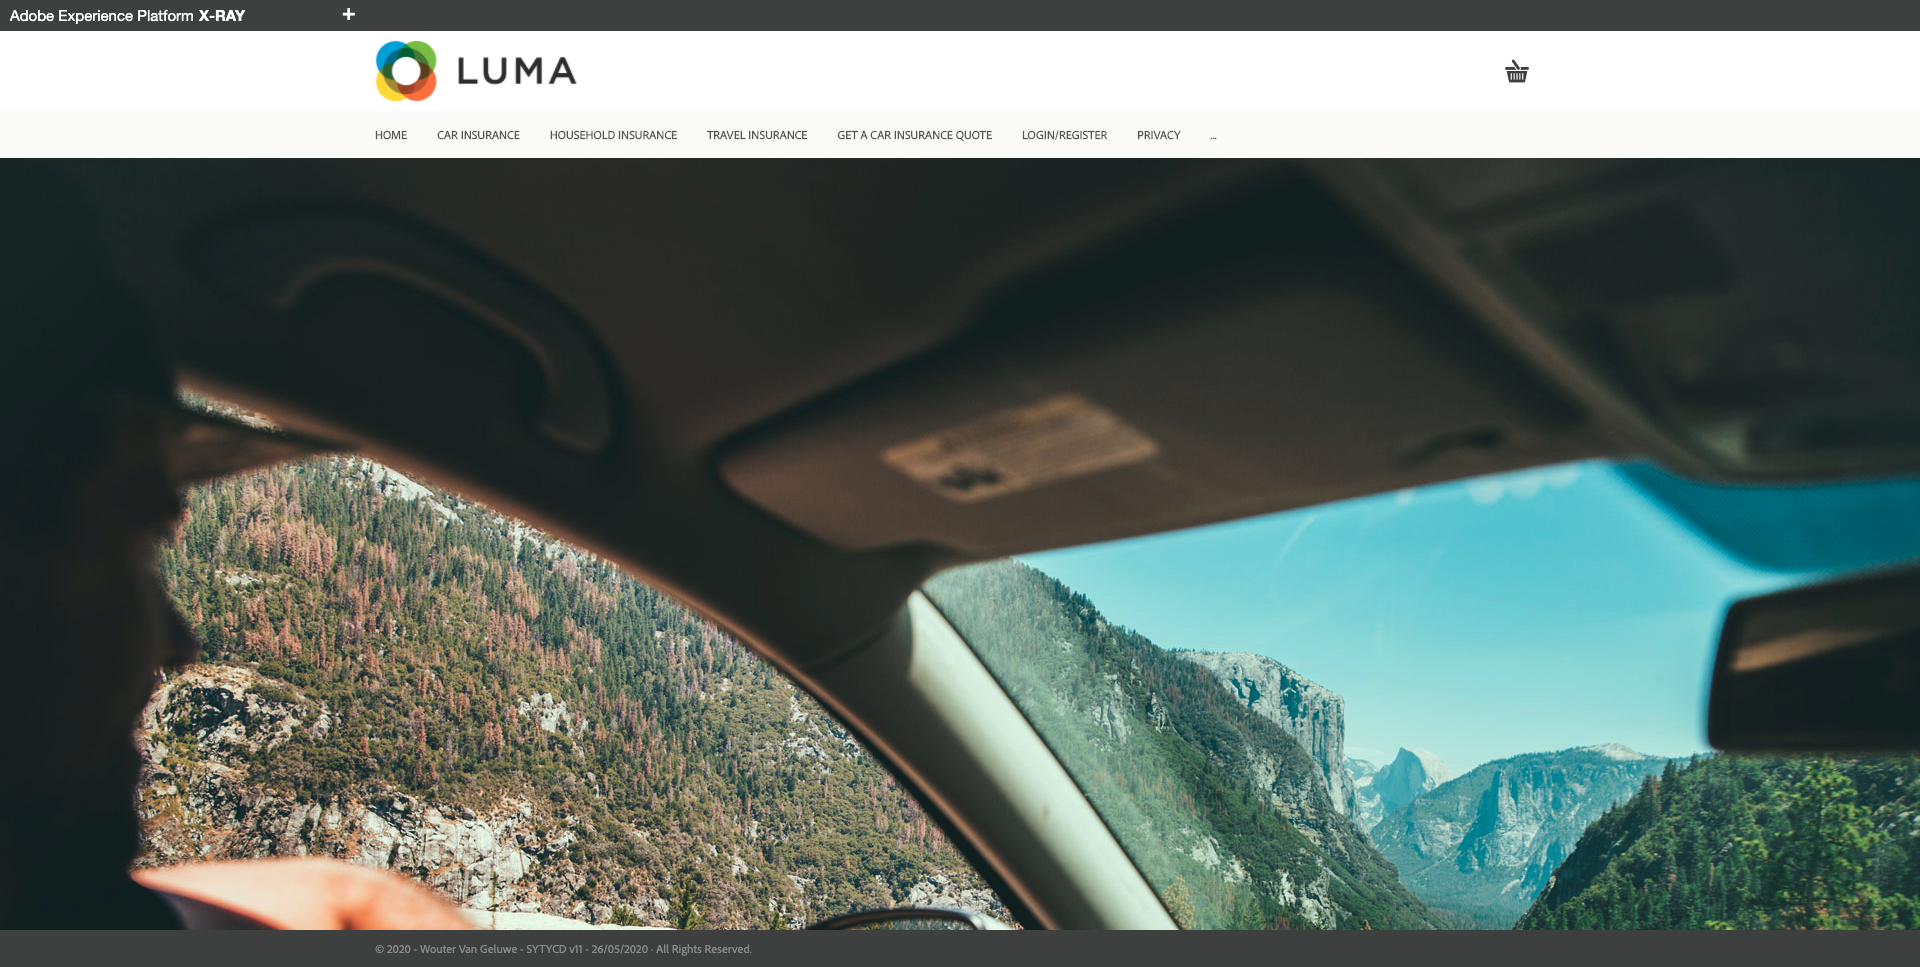 Adobe Experience Platform X-RAY
LUMA
HOME CAR INSURANCE HOUSEHOLD INSURANCE TRAVEL INSURANCE GET A CAR INSURANCE QUOTE LOGIN/REGISTER PRIVACY ...
© 2020 - Wouter Van Geluwe - SYTYCD v11 - 26/05/2020 · All Rights Reserved.